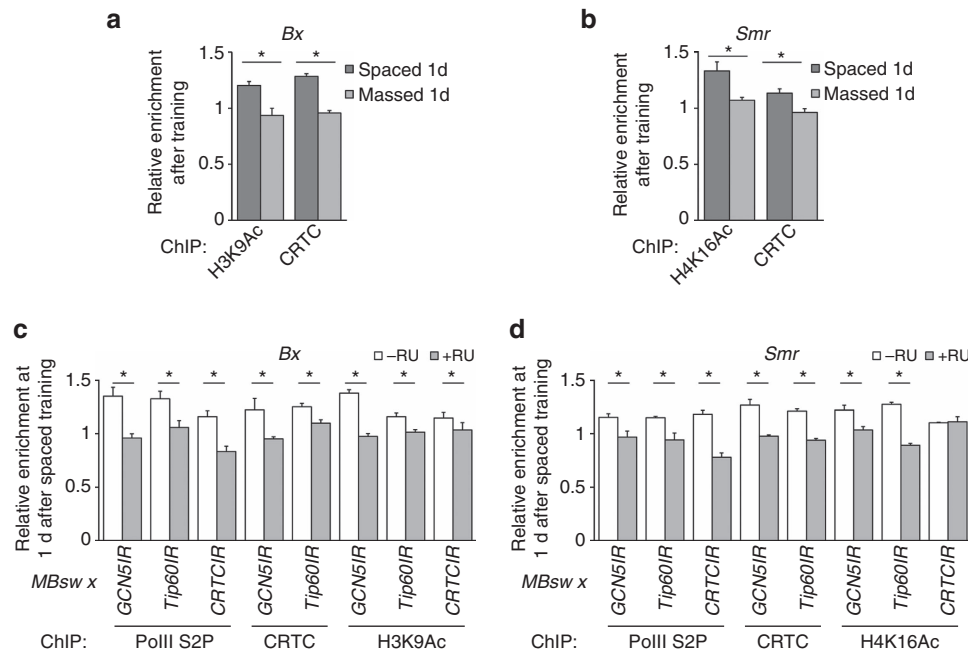 a
Bx
Relative enrichment
after training
1.5
1
0.5
0
*
*
Spaced 1d
Massed 1d
ChIP:
H3K9Ac
CRTC
b
Smr
Relative enrichment
after training
1.5
1
0.5
0
*
*
Spaced 1d
Massed 1d
ChIP:
H4K16Ac
CRTC
c
Bx
–RU
+RU
Relative enrichment at
1 d after spaced training
1.5
1
0.5
0
* * * * * * * *
MBsw x
GCN5IR
Tip60IR
CRTCIR
GCN5IR
Tip60IR
GCN5IR
Tip60IR
CRTCIR
ChIP:
PolII S2P
CRTC
H3K9Ac
d
Smr
–RU
+RU
Relative enrichment at
1 d after spaced training
1.5
1
0.5
0
* * * * * * *
MBsw x
GCN5IR
Tip60IR
CRTCIR
GCN5IR
Tip60IR
GCN5IR
Tip60IR
CRTCIR
ChIP:
PolII S2P
CRTC
H4K16Ac